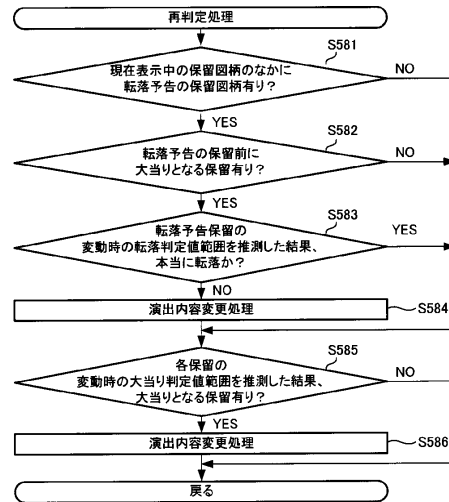 再判定処理
S581
現在表示中の保留図柄のなかに
転落予告の保留図柄有り?
NO
YES
S582
転落予告の保留前に
大当りとなる保留有り?
NO
YES
S583
転落予告保留の
変動時の転落判定値範囲を推測した結果、
本当に転落か?
YES
NO
演出内容変更処理
S584
S585
各保留の
変動時の大当り判定値範囲を推測した結果、
大当りとなる保留有り?
NO
YES
演出内容変更処理
S586
戻る